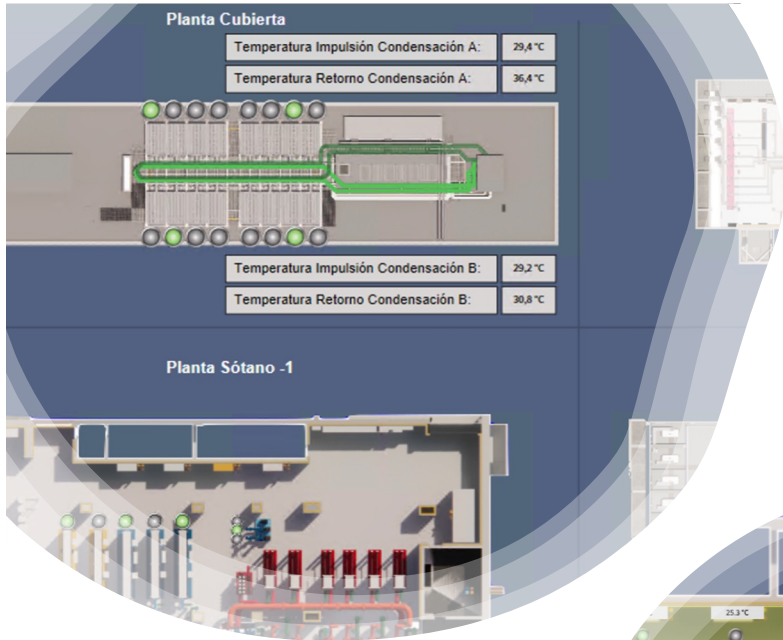 Planta Cubierta
Temperatura Impulsión Condensación A: 29,4 °C
Temperatura Retorno Condensación A: 36,4 °C
Temperatura Impulsión Condensación B: 29,2 °C
Temperatura Retorno Condensación B: 30,8 °C
Planta Sótano -1
25.3 °C